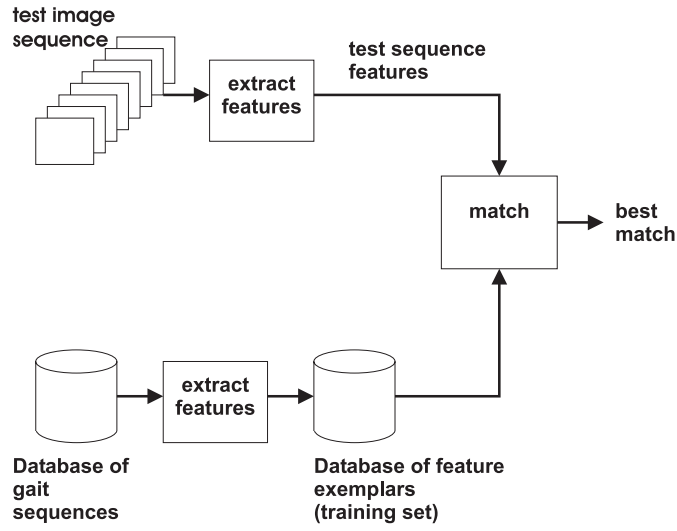 test image
sequence
extract
features
test sequence
features
match
best
match
extract
features
Database of
gait
sequences
Database of feature
exemplars
(training set)